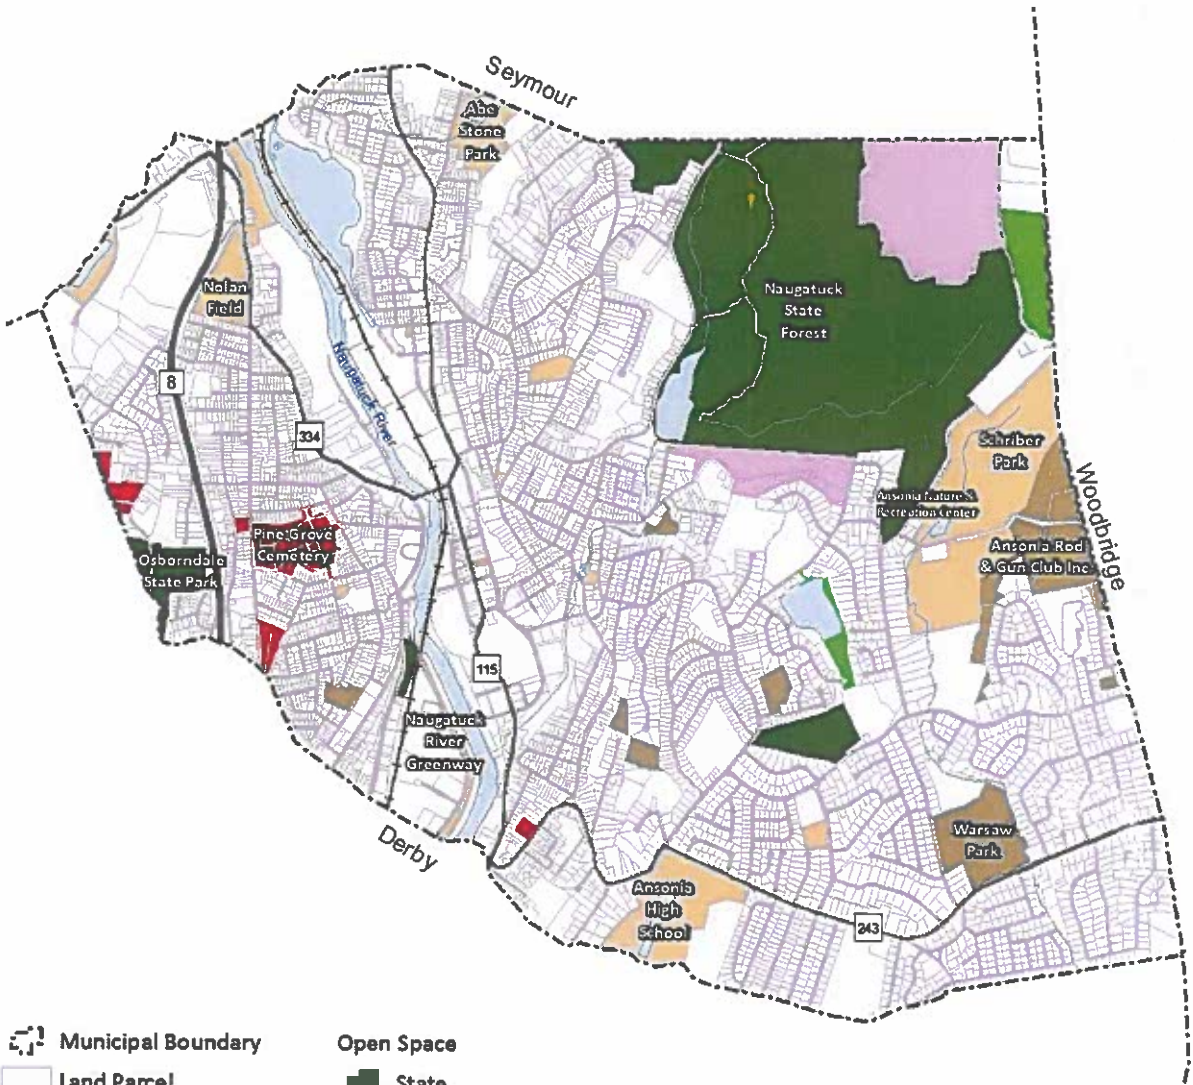 Seymour
Abe
Stone
Park
Nolan
Field
Naugatuck
State
Forest
Naugatuck River
8
334
Schriber
Park
Woodbridge
Ansonia Nature &
Recreation Center
Pine Grove
Cemetery
Osborndale
State Park
Ansonia Rod
& Gun Club Inc
115
Naugatuck
River
Greenway
Derby
Warsaw
Park
Ansonia
High
School
243
Municipal Boundary
Open Space
Land Parcel
State